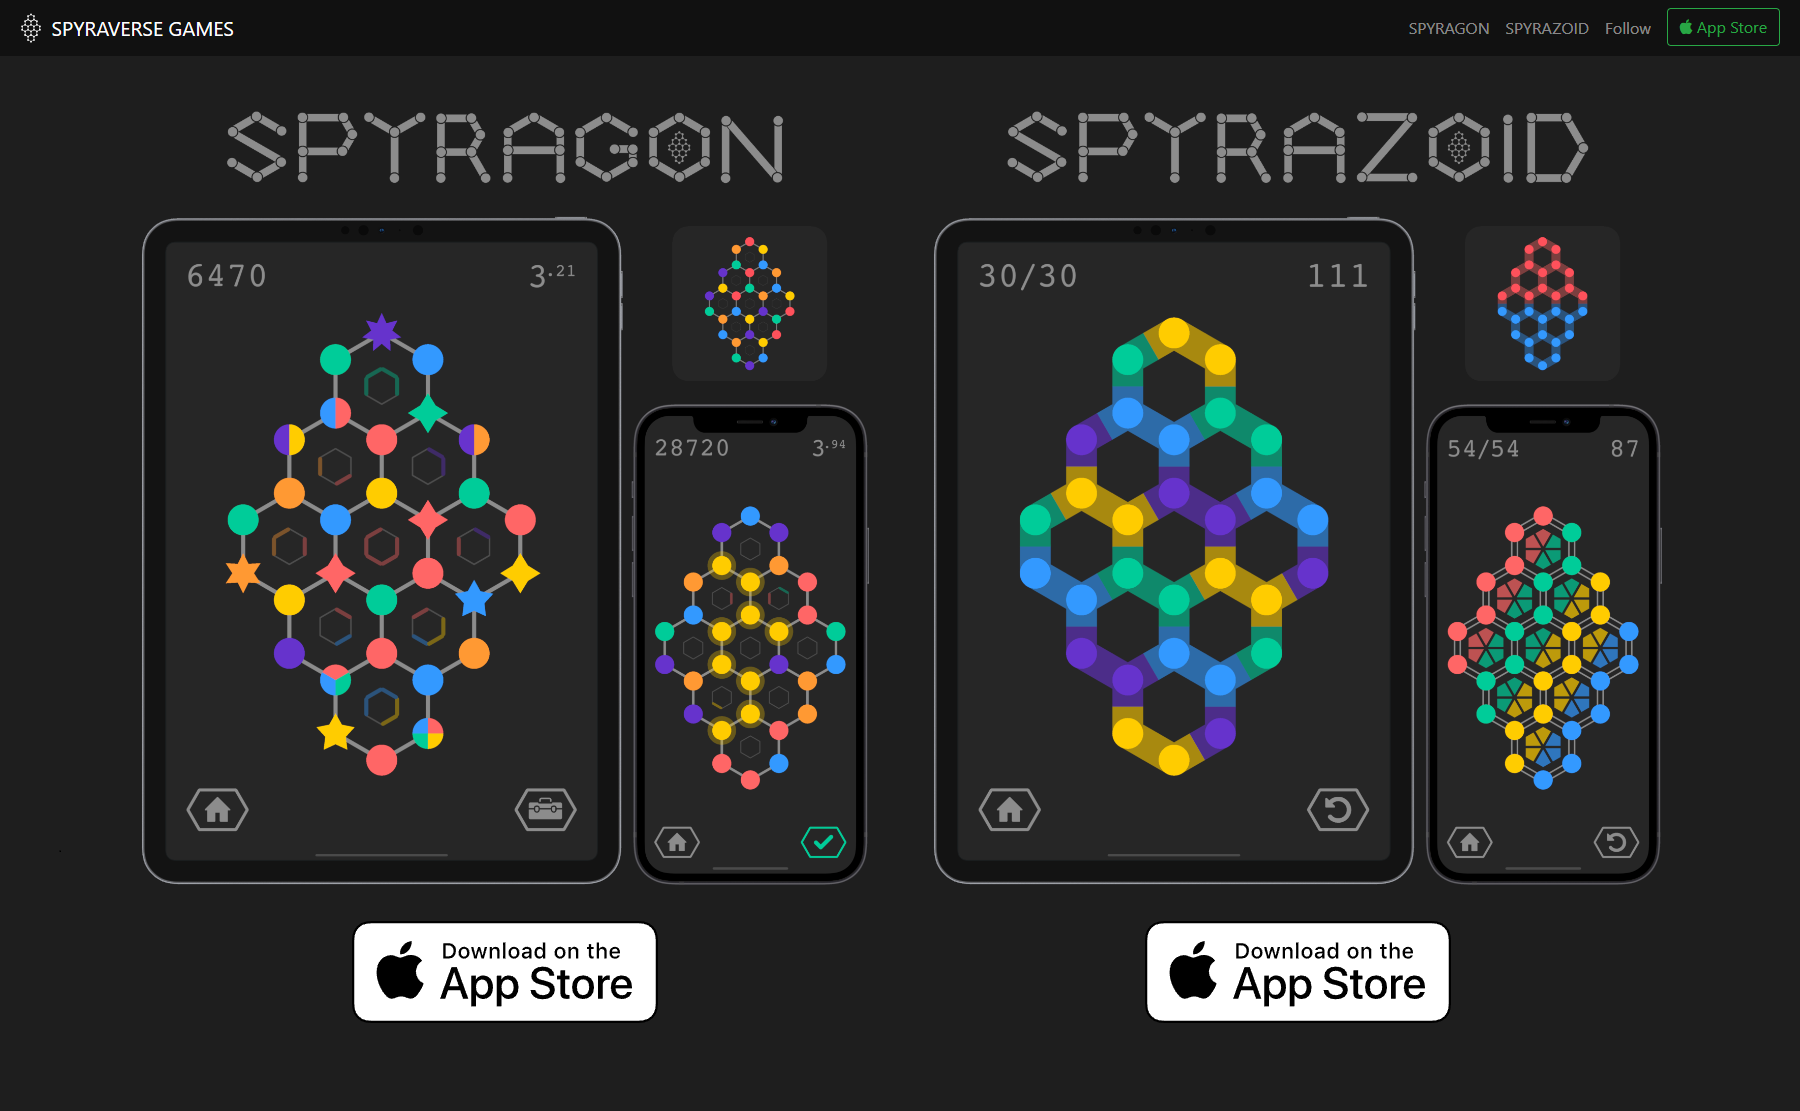 SPYRAVERSE GAMES
SPYRAGON SPYRAZOID Follow App Store
SPYRAGON
SPYRAZOID
6470 3.21
28720 3.94
30/30 111
54/54 87
Download on the
App Store
Download on the
App Store